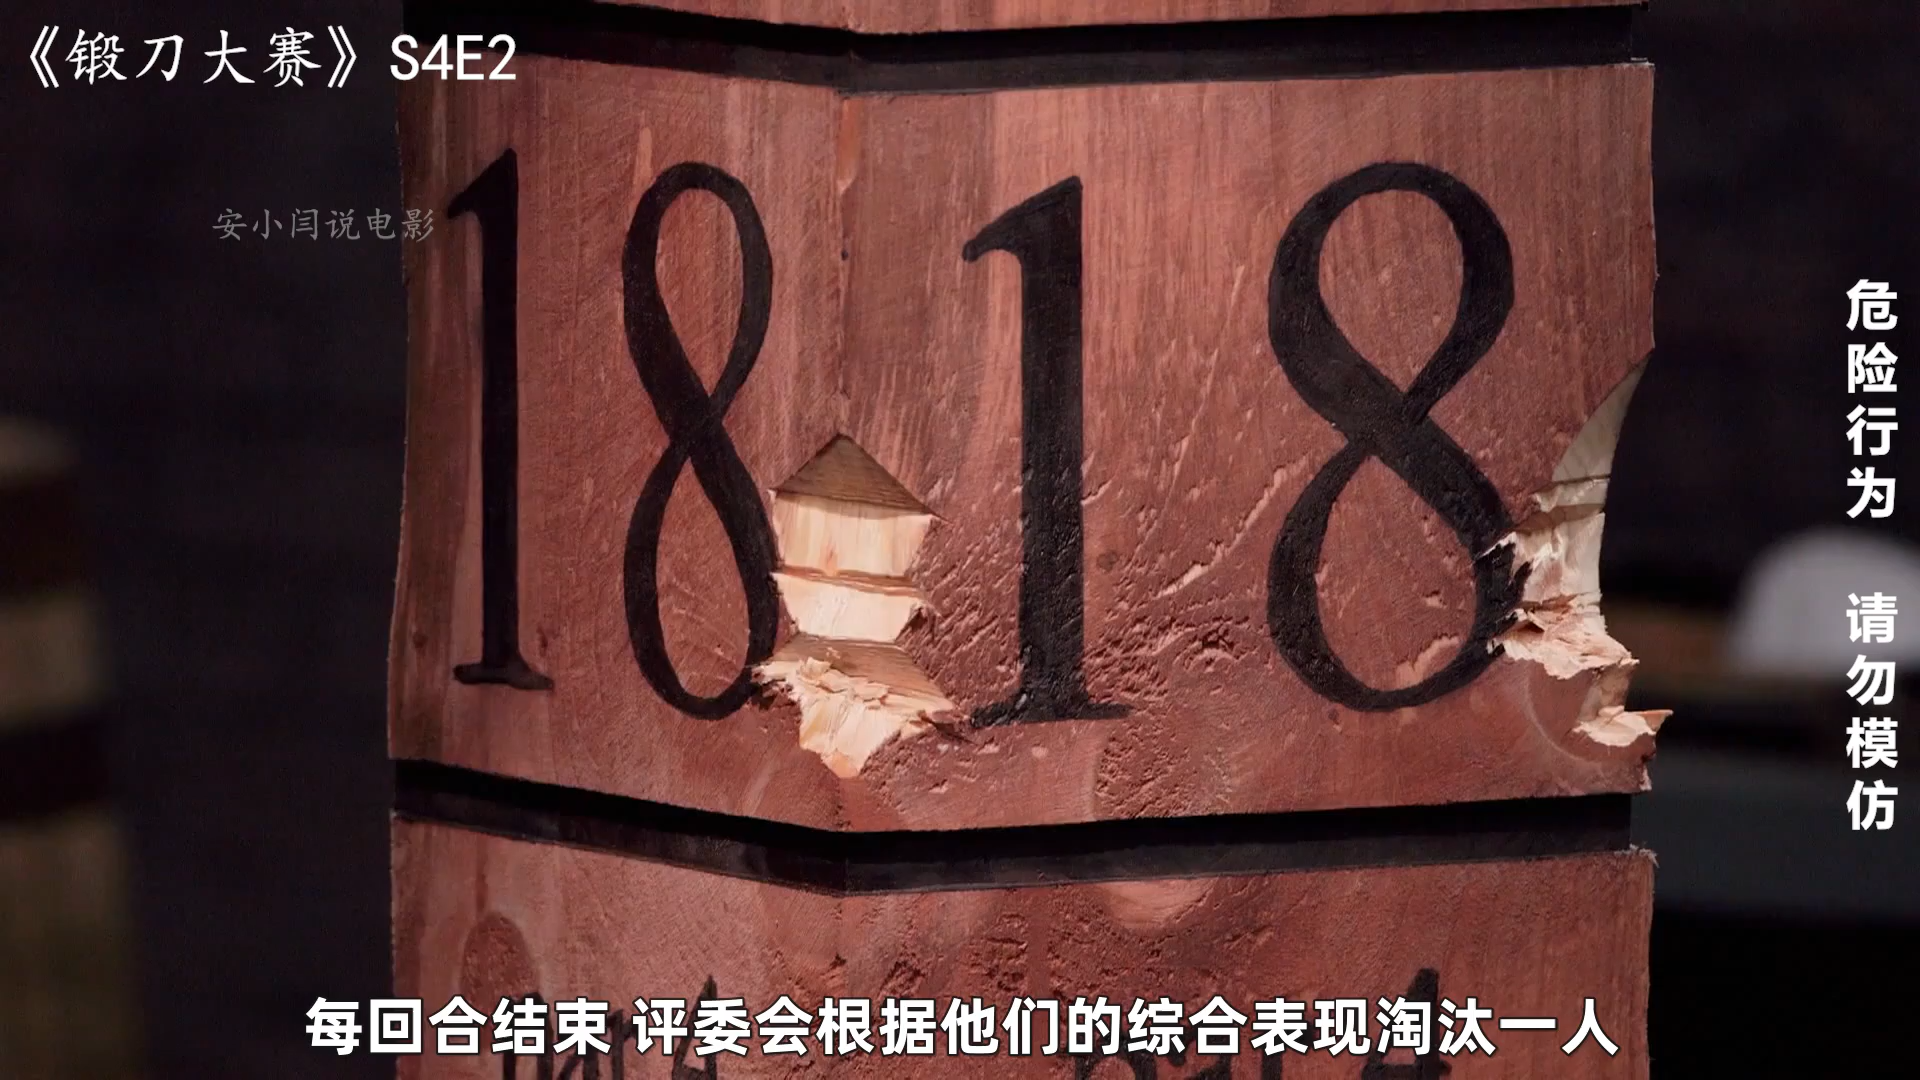 《锻刀大赛》S4E2
安小闫说电影
18 18
危险行为 请勿模仿
每回合结束 评委会根据他们的综合表现淘汰一人